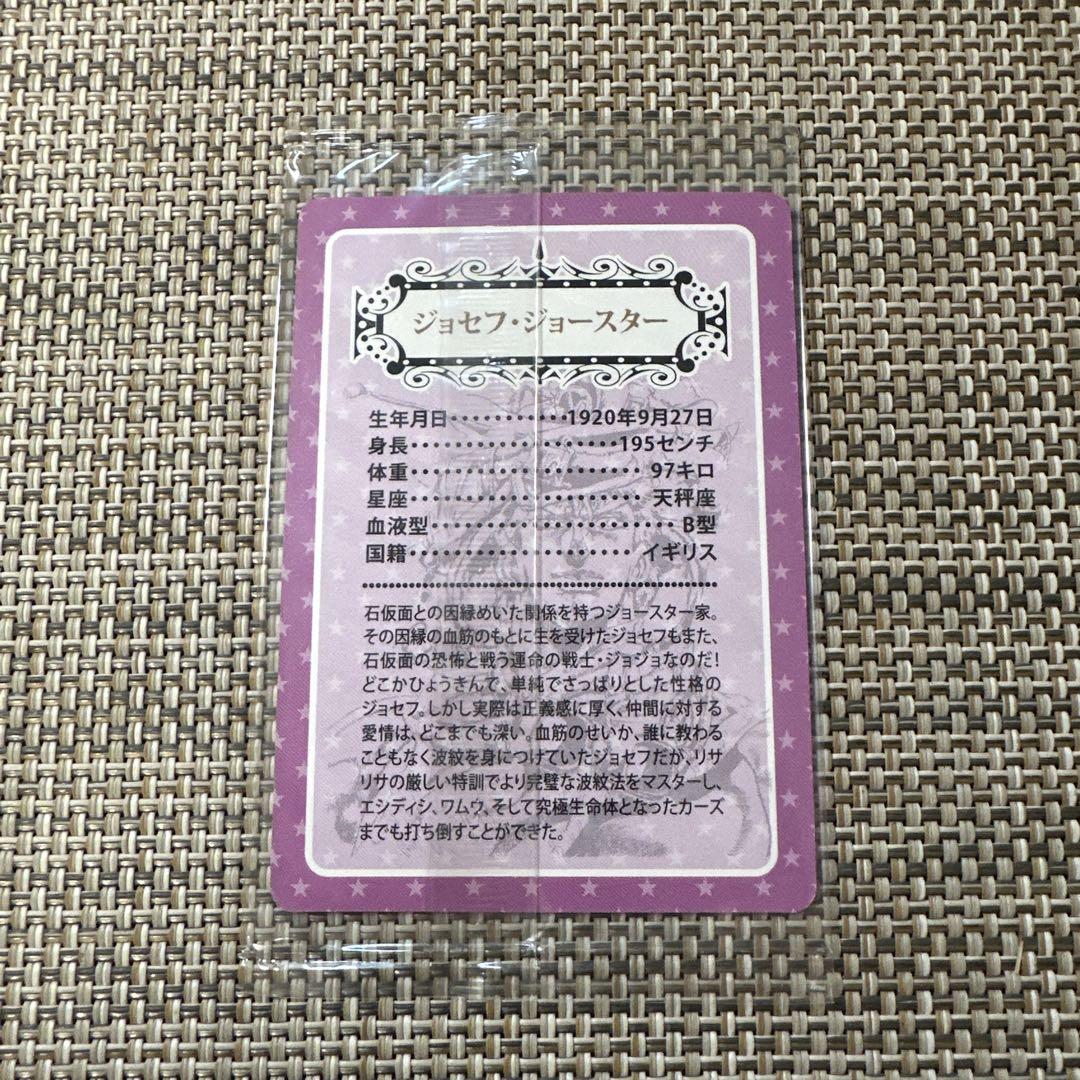 ジョセフ・ジョースター
生年月日・・・・・・・・・・・1920年9月27日
身長・・・・・・・・・・・・・・・・・・・・195センチ
体重・・・・・・・・・・・・・・・・・・・・・・97キロ
星座・・・・・・・・・・・・・・・・・・・・・・天秤座
血液型・・・・・・・・・・・・・・・・・・・・・・・B型
国籍・・・・・・・・・・・・・・・・・・・・・イギリス
石仮面との因縁めいた関係を持つジョースター家。
その因縁の血筋のもとに生を受けたジョセフもまた、
石仮面の恐怖と戦う運命の戦士・ジョジョなのだ!
どこかひょうきんで、単純でさっぱりとした性格の
ジョセフ。しかし実際は正義感に厚く、仲間に対する
愛情は、どこまでも深い。血筋のせいか、誰に教わる
こともなく波紋を身につけていたジョセフだが、リサ
リサの厳しい特訓でより完璧な波紋法をマスターし、
エシディシ、ワムウ、そして究極生命体となったカーズ
までも打ち倒すことができた。